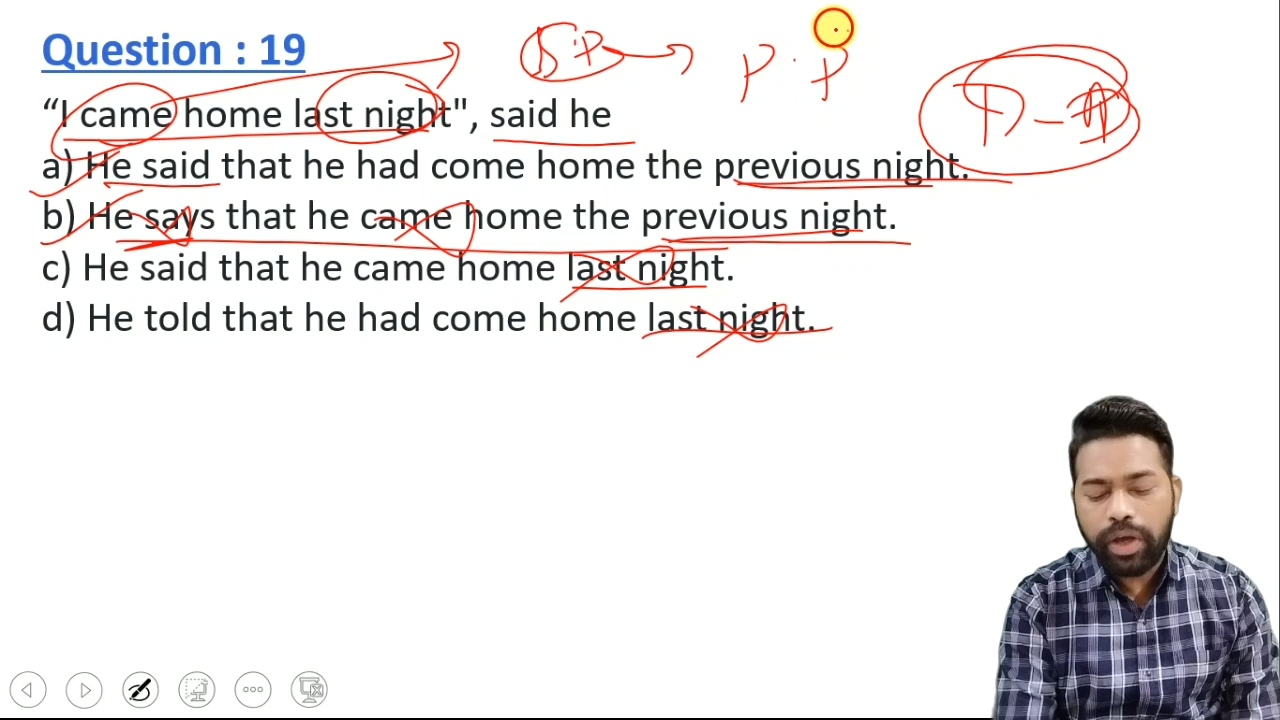 Question : 19
S.P P.P D-ID
“I came home last night", said he
a) He said that he had come home the previous night.
b) He says that he came home the previous night.
c) He said that he came home last night.
d) He told that he had come home last night.